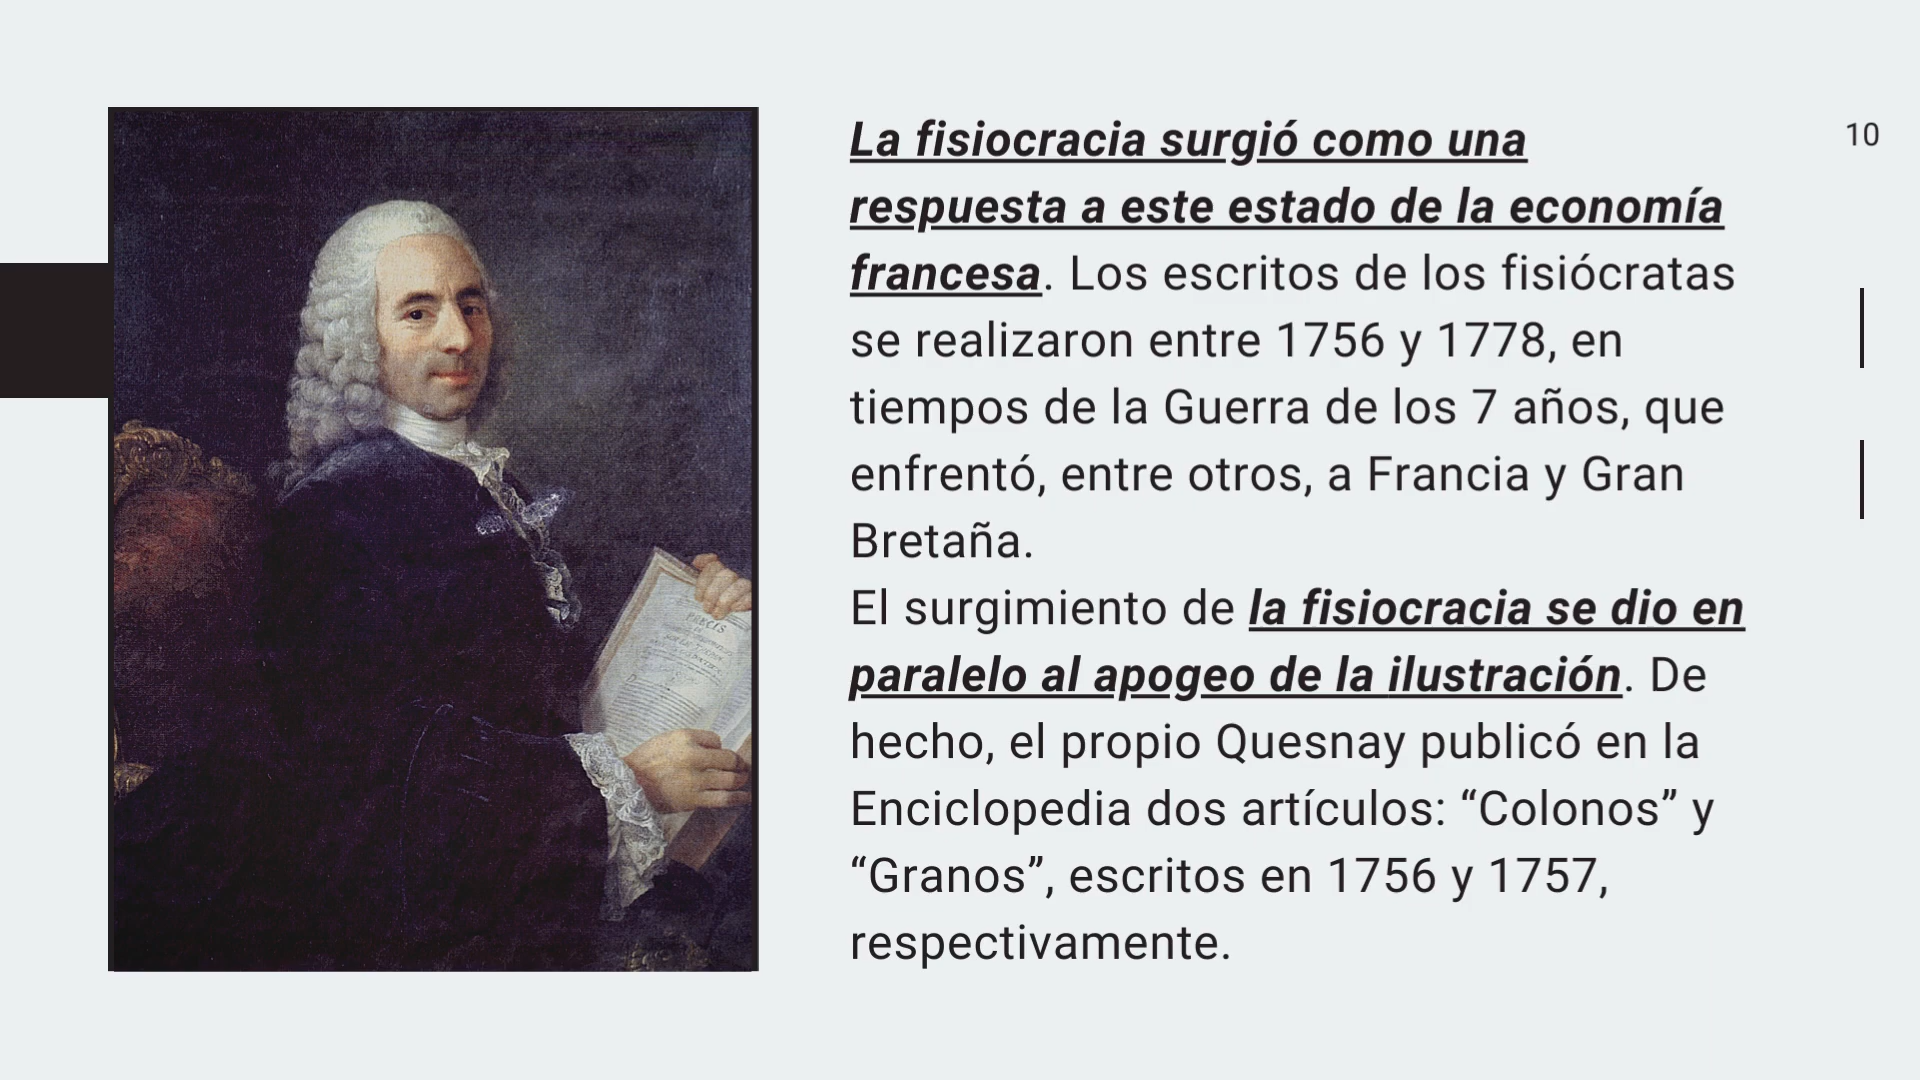 La fisiocracia surgió como una
respuesta a este estado de la economía
francesa. Los escritos de los fisiócratas
se realizaron entre 1756 y 1778, en
tiempos de la Guerra de los 7 años, que
enfrentó, entre otros, a Francia y Gran
Bretaña.
El surgimiento de la fisiocracia se dio en
paralelo al apogeo de la ilustración. De
hecho, el propio Quesnay publicó en la
Enciclopedia dos artículos: “Colonos” y
“Granos”, escritos en 1756 y 1757,
respectivamente.
10